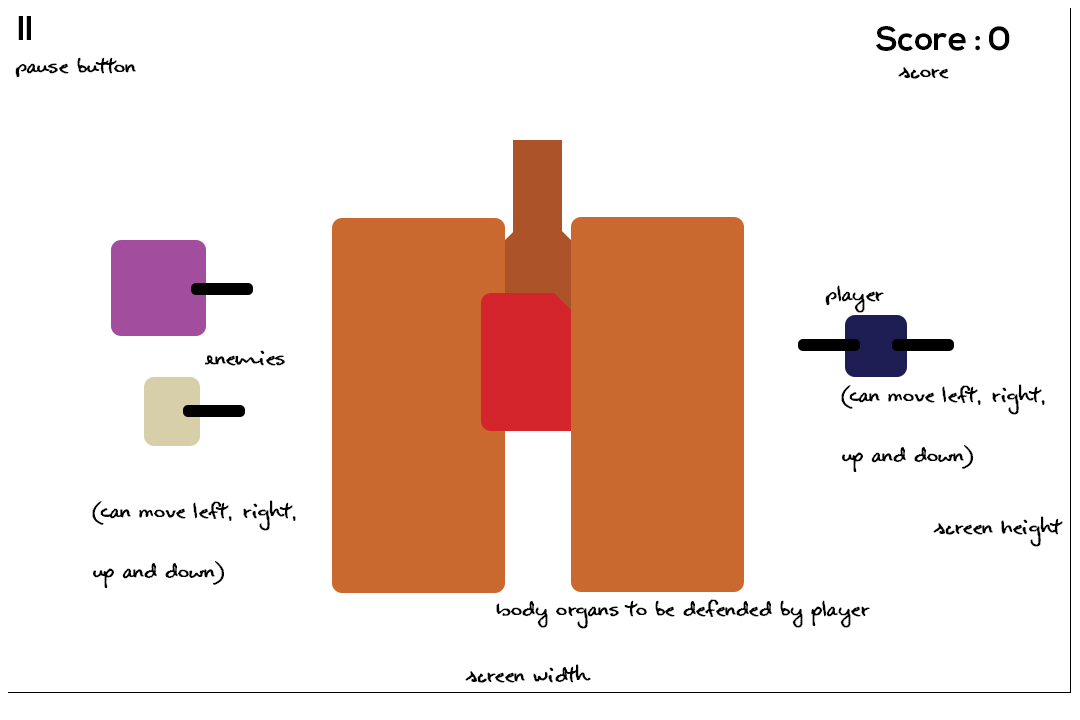 Score : 0
pause button
score
player
enemies
(can move left, right,
up and down)
(can move left, right,
up and down)
screen height
body organs to be defended by player
screen width